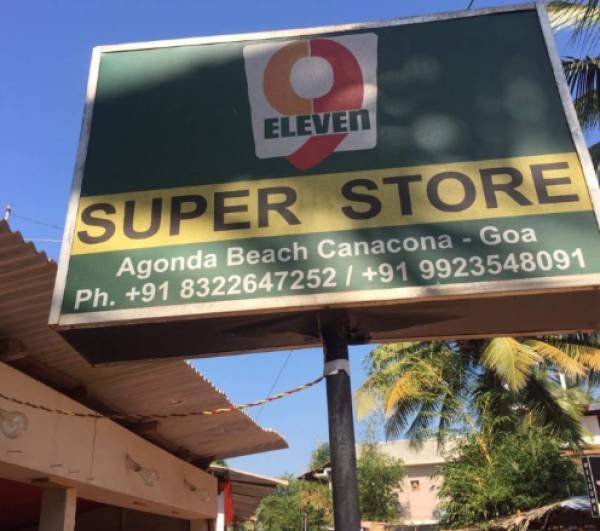 9
ELEVEn
SUPER STORE
Agonda Beach Canacona - Goa
Ph. +91 8322647252 / +91 9923548091